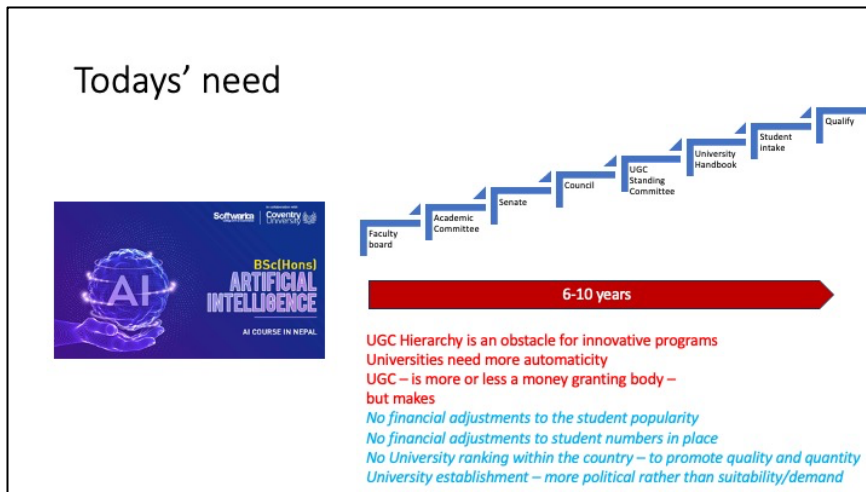 Todays’ need
Faculty
board
Academic
Committee
Senate
Council
UGC
Standing
Committee
University
Handbook
Student
intake
Qualify
Softwarica
Coventry
University
BSc(Hons)
ARTIFICIAL
INTELLIGENCE
AI COURSE IN NEPAL
AI
6-10 years
UGC Hierarchy is an obstacle for innovative programs
Universities need more automaticity
UGC – is more or less a money granting body –
but makes
No financial adjustments to the student popularity
No financial adjustments to student numbers in place
No University ranking within the country – to promote quality and quantity
University establishment – more political rather than suitability/demand